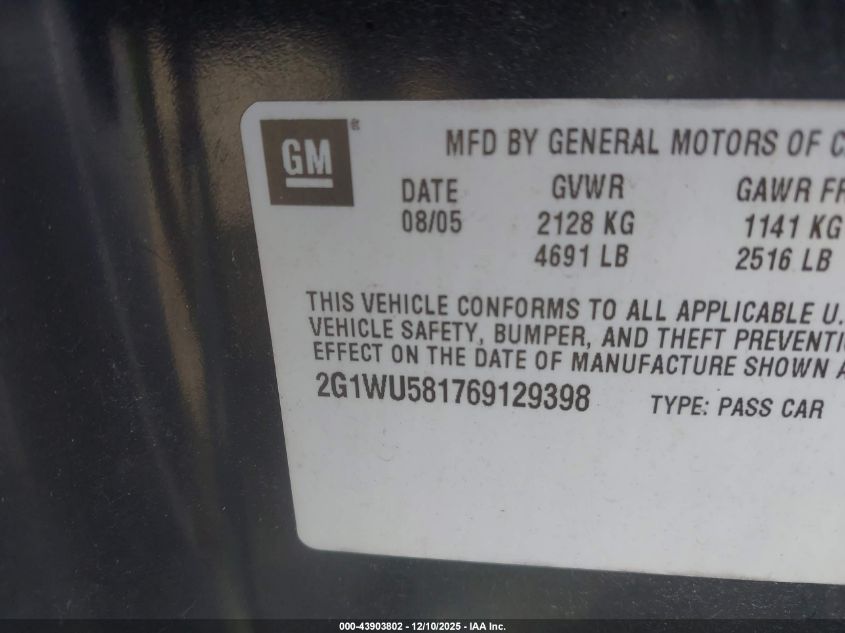 GM®
MFD BY GENERAL MOTORS OF
DATE GVWR GAWR
08/05 2128 KG 1141 KG
4691 LB 2516 LB
THIS VEHICLE CONFORMS TO ALL APPLICABLE U.
VEHICLE SAFETY, BUMPER, AND THEFT
EFFECT ON THE DATE OF MANUFACTURE SHOWN
2G1WU581769129398 TYPE: PASS CAR
000-43903802 - 12/10/2025 - IAA Inc.